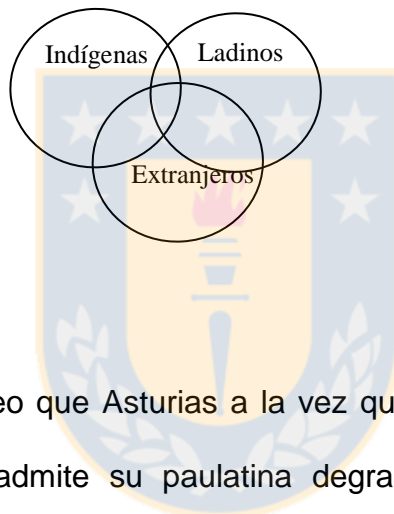 Indígenas Ladinos
Extranjeros
eo que Asturias a la vez qu
admite su paulatina degra